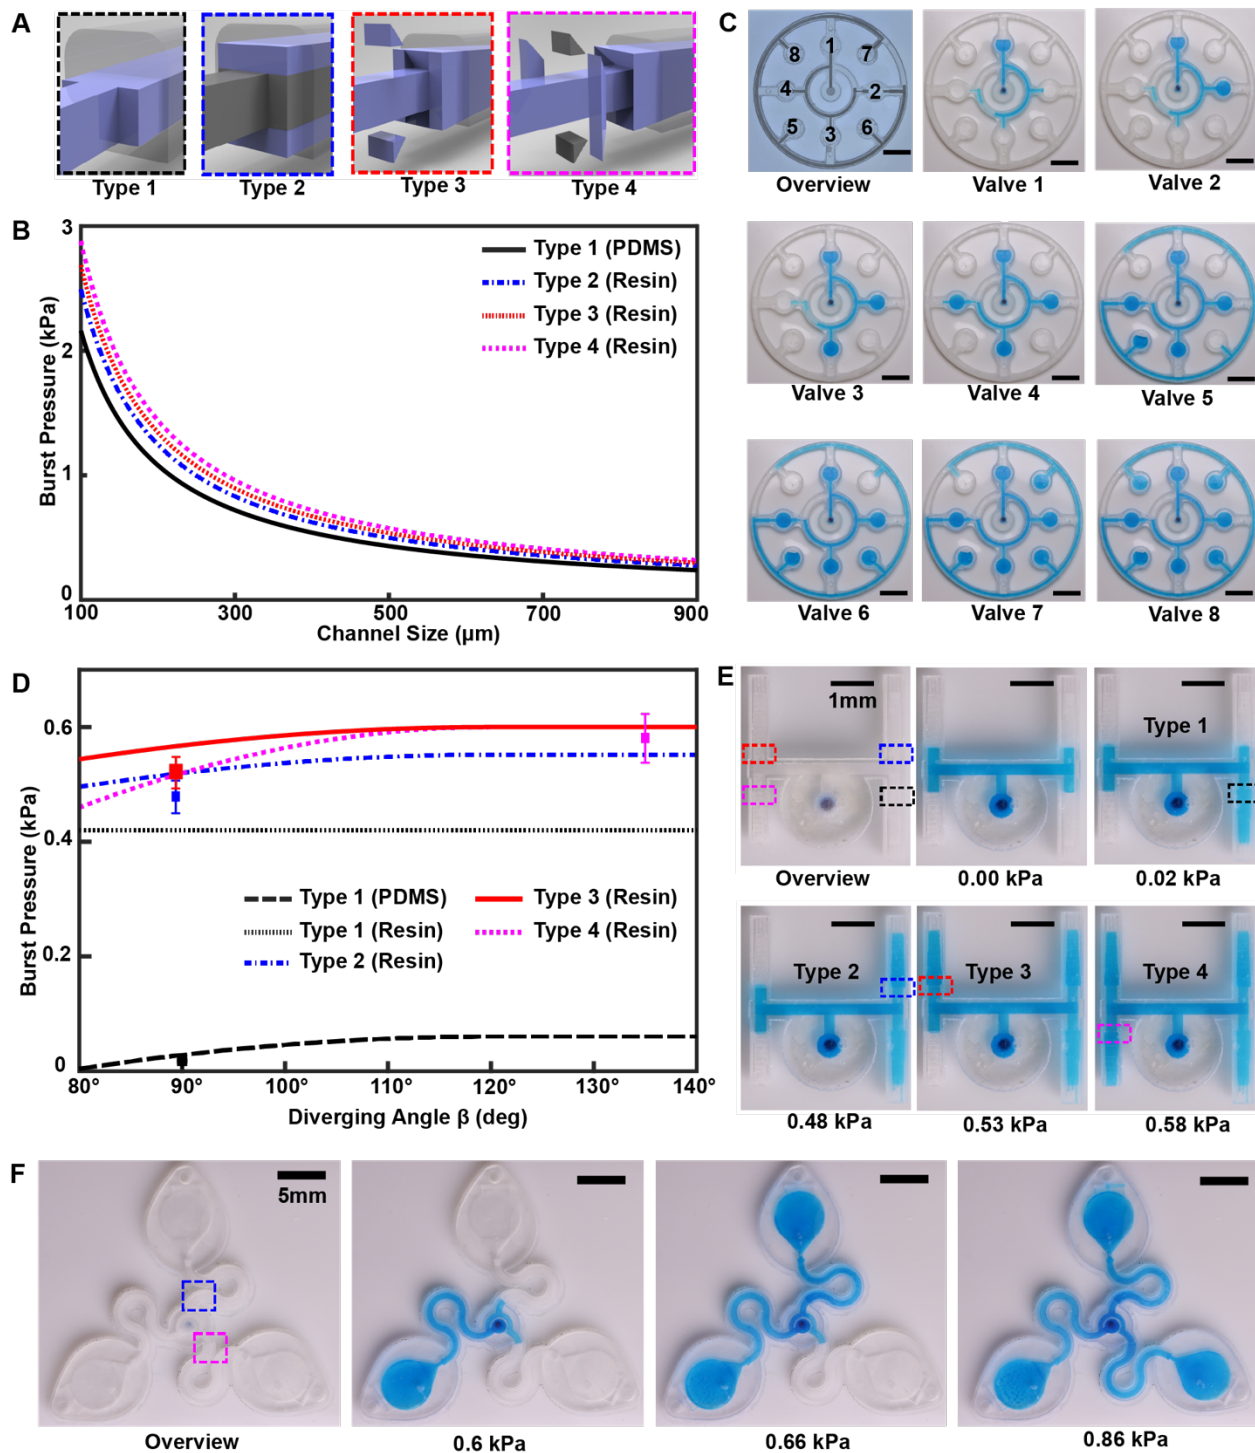 A
Type 1
Type 2
Type 3
Type 4
B
Burst Pressure (kPa)
3
2
1
0
100
300
500
700
900
Channel Size (µm)
Type 1 (PDMS)
Type 2 (Resin)
Type 3 (Resin)
Type 4 (Resin)
C
8
1
7
4
2
5
3
6
Overview
Valve 1
Valve 2
Valve 3
Valve 4
Valve 5
Valve 6
Valve 7
Valve 8
D
Burst Pressure (kPa)
0.6
0.4
0.2
0
80°
90°
100°
110°
120°
130°
140°
Diverging Angle β (deg)
Type 1 (PDMS)
Type 1 (Resin)
Type 2 (Resin)
Type 3 (Resin)
Type 4 (Resin)
E
1mm
Overview
0.00 kPa
Type 1
0.02 kPa
Type 2
0.48 kPa
Type 3
0.53 kPa
Type 4
0.58 kPa
F
5mm
Overview
0.6 kPa
0.66 kPa
0.86 kPa